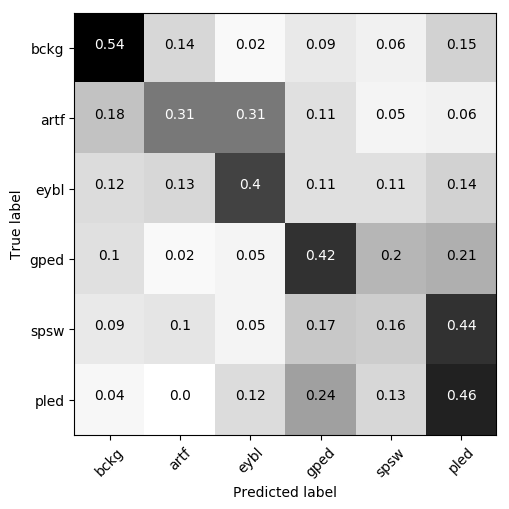 bckg 0.54 0.14 0.02 0.09 0.06 0.15
artf 0.18 0.31 0.31 0.11 0.05 0.06
eybl 0.12 0.13 0.4 0.11 0.11 0.14
gped 0.1 0.02 0.05 0.42 0.2 0.21
spsw 0.09 0.1 0.05 0.17 0.16 0.44
pled 0.04 0.0 0.12 0.24 0.13 0.46
True label
bckg artf eybl gped spsw pled
Predicted label